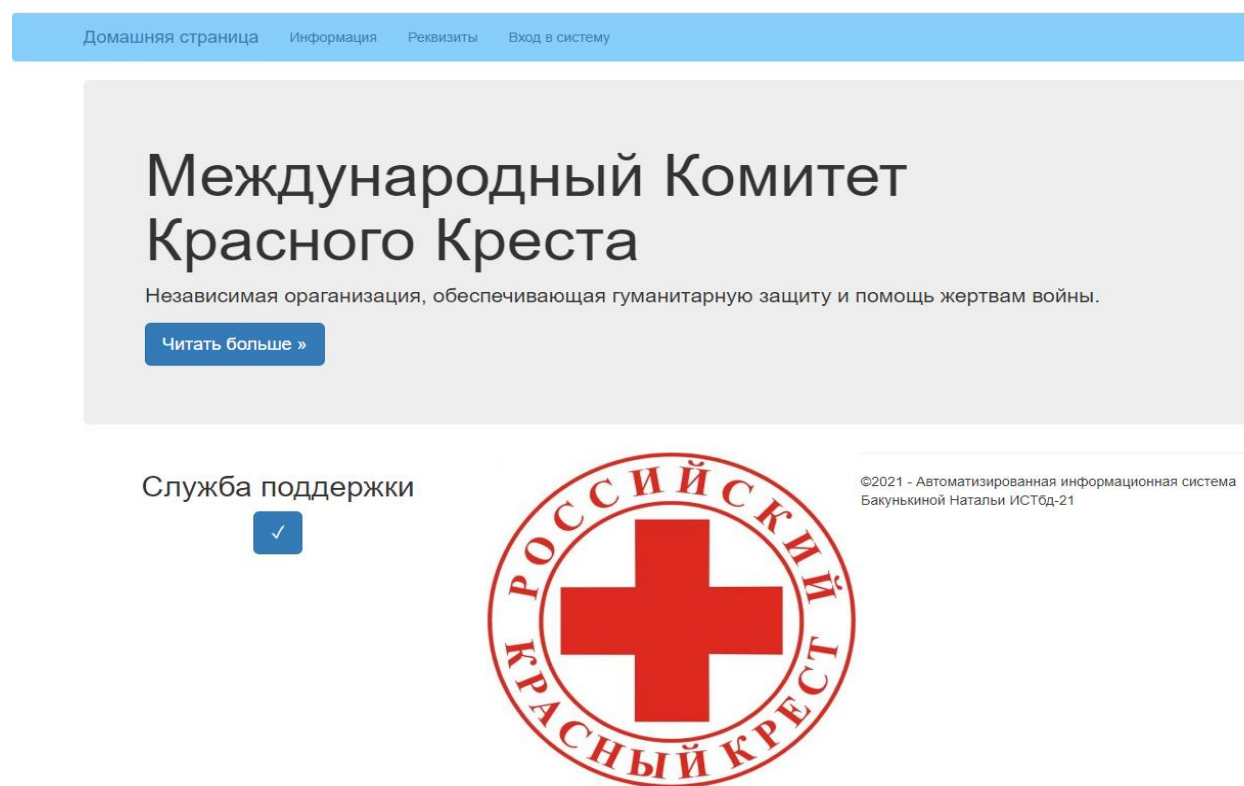 Домашняя страница Информация Реквизиты Вход в систему
Международный Комитет
Красного Креста
Независимая ораганизация, обеспечивающая гуманитарную защиту и помощь жертвам войны.
Читать больше »
Служба поддержки
✓
РОССИЙСКИЙ
КРАСНЫЙ КРЕСТ
©2021 - Автоматизированная информационная система
Бакунькиной Натальи ИСТбд-21